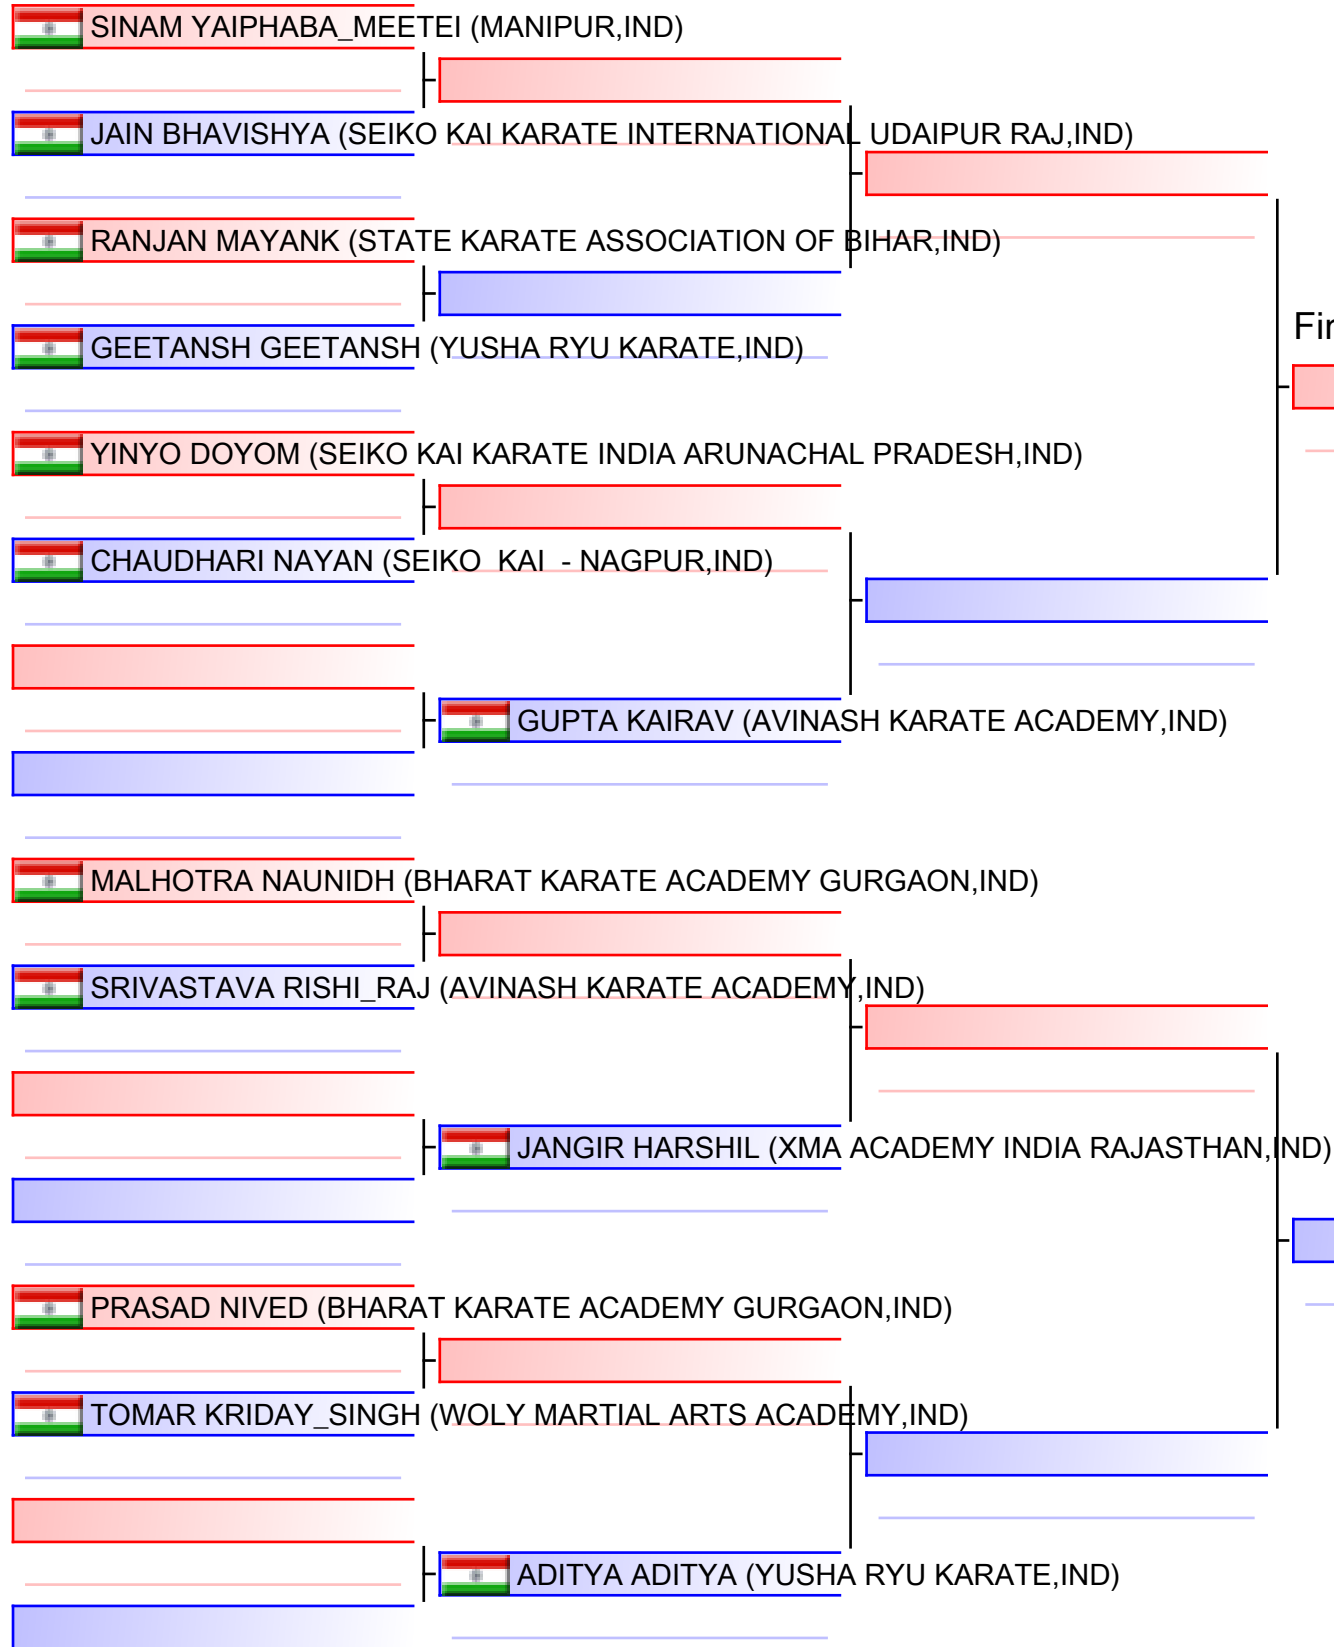 SINAM YAIPHABA_MEETEI (MANIPUR,IND)
JAIN BHAVISHYA (SEIKO KAI KARATE INTERNATIONAL UDAIPUR RAJ,IND)
RANJAN MAYANK (STATE KARATE ASSOCIATION OF BIHAR,IND)
Fin
GEETANSH GEETANSH (YUSHA RYU KARATE,IND)
YINYO DOYOM (SEIKO KAI KARATE INDIA ARUNACHAL PRADESH,IND)
CHAUDHARI NAYAN (SEIKO  KAI  - NAGPUR,IND)
GUPTA KAIRAV (AVINASH KARATE ACADEMY,IND)
MALHOTRA NAUNIDH (BHARAT KARATE ACADEMY GURGAON,IND)
SRIVASTAVA RISHI_RAJ (AVINASH KARATE ACADEMY,IND)
JANGIR HARSHIL (XMA ACADEMY INDIA RAJASTHAN,IND)
PRASAD NIVED (BHARAT KARATE ACADEMY GURGAON,IND)
TOMAR KRIDAY_SINGH (WOLY MARTIAL ARTS ACADEMY,IND)
ADITYA ADITYA (YUSHA RYU KARATE,IND)